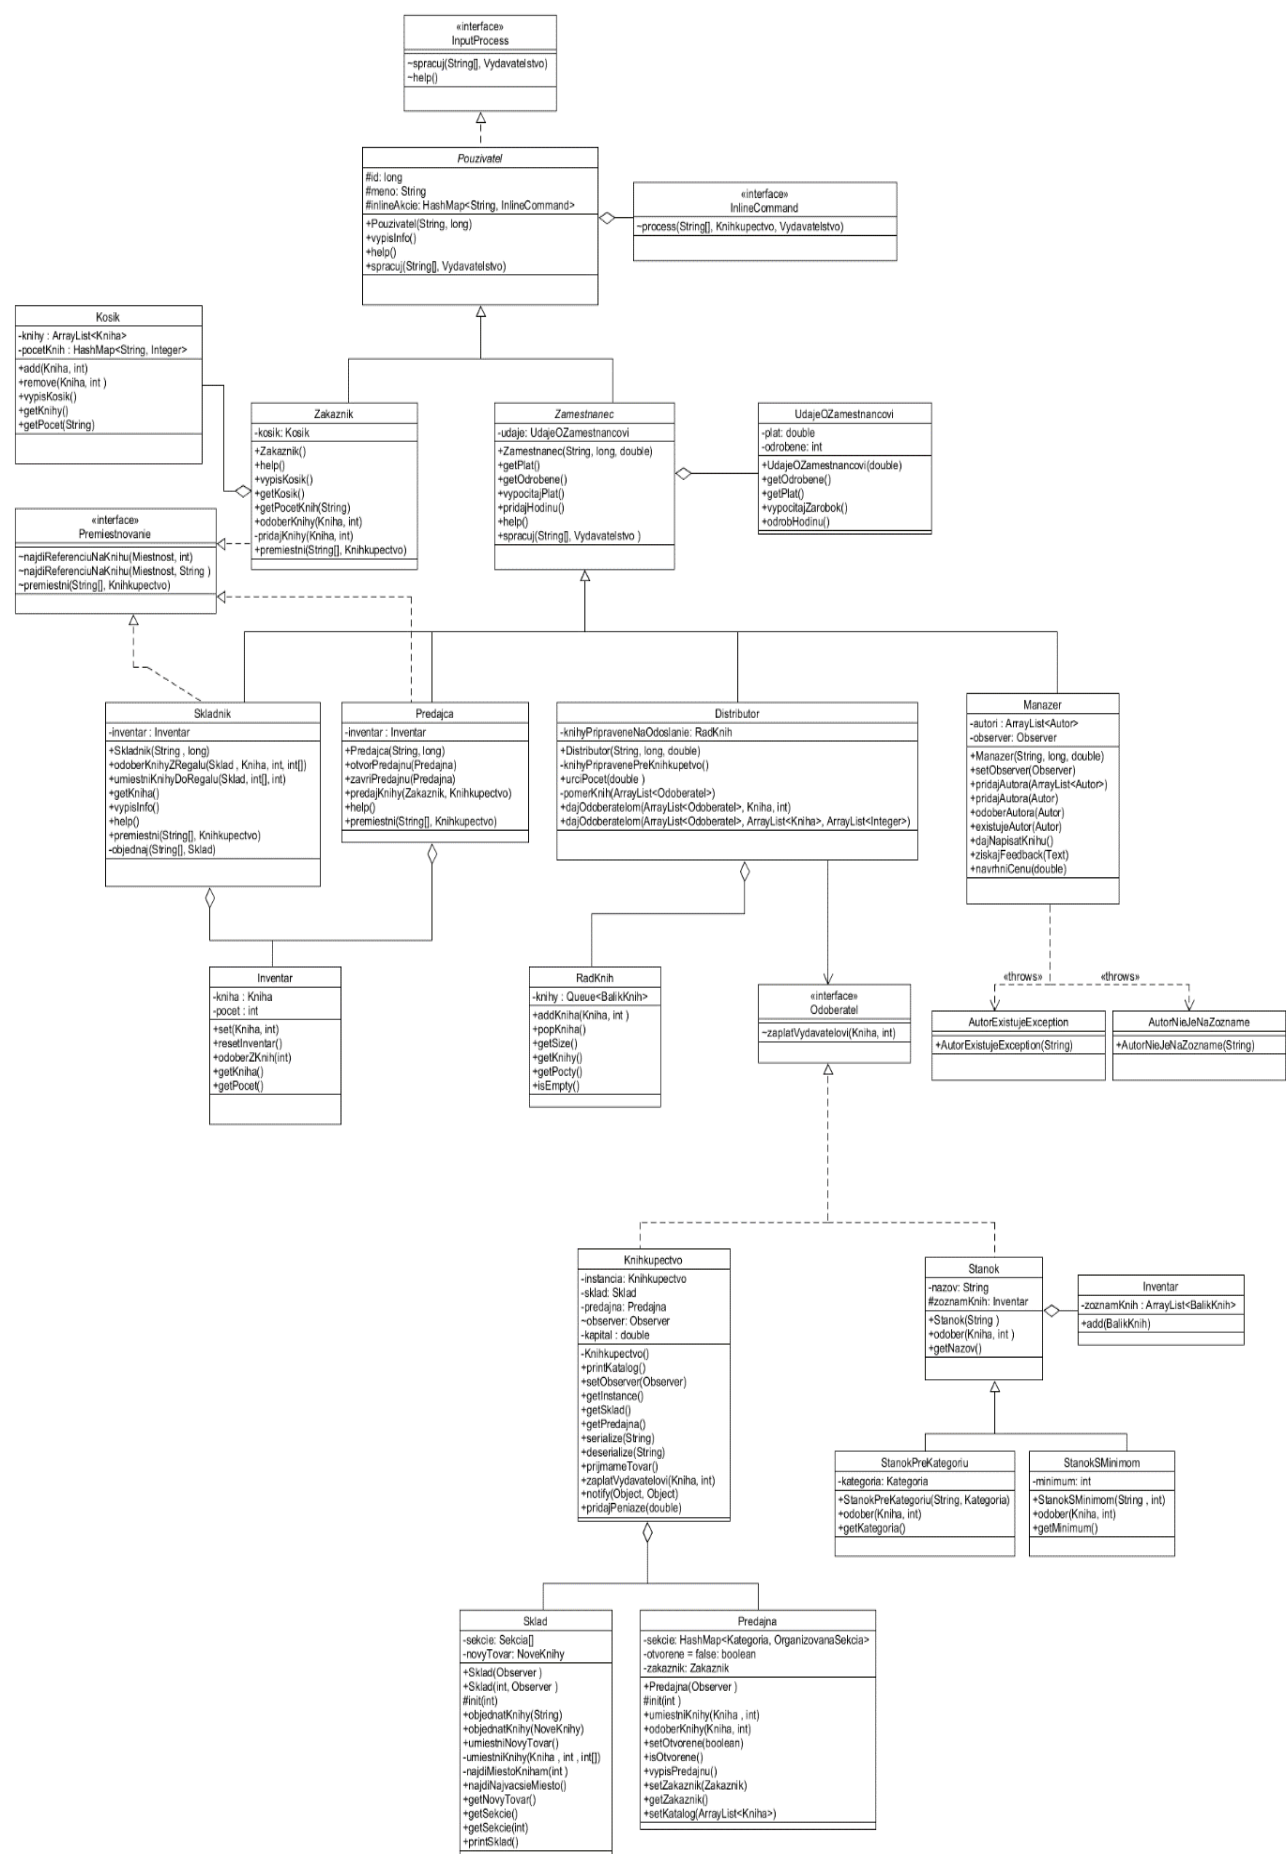 «interface»
InputProcess
~spracuj(String[], Vydavatelstvo)
~help()
Pouzivatel
#id: long
#meno: String
#inlineAkcie: HashMap<String, InlineCommand>
+Pouzivatel(String, long)
+vypisInfo()
+help()
+spracuj(String[], Vydavatelstvo)
«interface»
InlineCommand
~process(String[], Knihkupectvo, Vydavatelstvo)
Kosik
-knihy : ArrayList<Kniha>
-pocetKnih : HashMap<String, Integer>
+add(Kniha, int)
+remove(Kniha, int )
+vypisKosik()
+getKnihy()
+getPocet(String)
Zakaznik
-kosik: Kosik
+Zakaznik()
+help()
+vypisKosik()
+getKosik()
+getPocetKnih(String)
+odoberKnihy(Kniha, int)
-pridajKnihy(Kniha, int)
+premiestni(String[], Knihkupectvo)
Zamestnanec
-udaje: UdajeOZamestnancovi
+Zamestnanec(String, long, double)
+getPlat()
+getOdrobene()
+vypocitajPlat()
+pridajHodinu()
+help()
+spracuj(String[], Vydavatelstvo )
UdajeOZamestnancovi
-plat: double
-odrobene: int
+UdajeOZamestnancovi(double)
+getOdrobene()
+getPlat()
+vypocitajZarobok()
+odrobHodinu()
«interface»
Premiestnovanie
~najdiReferenciuNaKnihu(Miestnost, int)
~najdiReferenciuNaKnihu(Miestnost, String )
~premiestni(String[], Knihkupectvo)
Skladnik
-inventar : Inventar
+Skladnik(String , long)
+odoberKnihyZRegalu(Sklad , Kniha, int, int[])
+umiestniKnihyDoRegalu(Sklad, int[], int)
+getKniha()
+vypisInfo()
+help()
+premiestni(String[], Knihkupectvo)
-objednaj(String[], Sklad)
Predajca
-inventar : Inventar
+Predajca(String, long)
+otvorPredajnu(Predajna)
+zavriPredajnu(Predajna)
+predajKnihy(Zakaznik, Knihkupectvo)
+help()
+premiestni(String[], Knihkupectvo)
Distributor
-knihyPripraveneNaOdoslanie: RadKnih
+Distributor(String, long, double)
-knihyPripravenePreKnihkupetvo()
+urciPocet(double )
-pomerKnih(ArrayList<Odoberatel>)
+dajOdoberatelom(ArrayList<Odoberatel>, Kniha, int)
+dajOdoberatelom(ArrayList<Odoberatel>, ArrayList<Kniha>, ArrayList<Integer>)
Manazer
-autori : ArrayList<Autor>
-observer: Observer
+Manazer(String, long, double)
+setObserver(Observer)
+pridajAutora(ArrayList<Autor>)
+pridajAutora(Autor)
+odoberAutora(Autor)
+existujeAutor(Autor)
+dajNapisatKnihu()
+ziskajFeedback(Text)
+navrhniCenu(double)
Inventar
-kniha : Kniha
-pocet : int
+set(Kniha, int)
+resetInventar()
+odoberZKnih(int)
+getKniha()
+getPocet()
RadKnih
-knihy : Queue<BalikKnih>
+addKniha(Kniha, int )
+popKniha()
+getSize()
+getKnihy()
+getPocty()
+isEmpty()
«interface»
Odoberatel
~zaplatVydavatelovi(Kniha, int)
«throws»
«throws»
AutorExistujeException
+AutorExistujeException(String)
AutorNieJeNaZozname
+AutorNieJeNaZozname(String)
Knihkupectvo
-instancia: Knihkupectvo
-sklad: Sklad
-predajna: Predajna
~observer: Observer
-kapital : double
-Knihkupectvo()
+printKatalog()
+setObserver(Observer)
+getInstance()
+getSklad()
+getPredajna()
+serialize(String)
+deserialize(String)
+prijmameTovar()
+zaplatVydavatelovi(Kniha, int)
+notify(Object, Object)
+pridajPeniaze(double)
Stanok
-nazov: String
#zoznamKnih: Inventar
+Stanok(String )
+odober(Kniha, int )
+getNazov()
Inventar
-zoznamKnih : ArrayList<BalikKnih>
+add(BalikKnih)
StanokPreKategoriu
-kategoria: Kategoria
+StanokPreKategoriu(String, Kategoria)
+odober(Kniha, int)
+getKategoria()
StanokSMinimom
-minimum: int
+StanokSMinimom(String , int)
+odober(Kniha, int)
+getMinimum()
Sklad
-sekcie: Sekcia[]
-novyTovar: NoveKnihy
+Sklad(Observer )
+Sklad(int, Observer )
#init(int)
+objednatKnihy(String)
+objednatKnihy(NoveKnihy)
+umiestniNovyTovar()
-umiestniKnihy(Kniha , int , int[])
-najdiMiestoKniham(int )
+najdiNajvacsieMiesto()
+getNovyTovar()
+getSekcie()
+getSekcie(int)
+printSklad()
Predajna
-sekcie: HashMap<Kategoria, OrganizovanaSekcia>
-otvorene = false: boolean
-zakaznik: Zakaznik
+Predajna(Observer )
#init(int )
+umiestniKnihy(Kniha , int)
+odoberKnihy(Kniha, int)
+setOtvorene(boolean)
+isOtvorene()
+vypisPredajnu()
+setZakaznik(Zakaznik)
+getZakaznik()
+setKatalog(ArrayList<Kniha>)